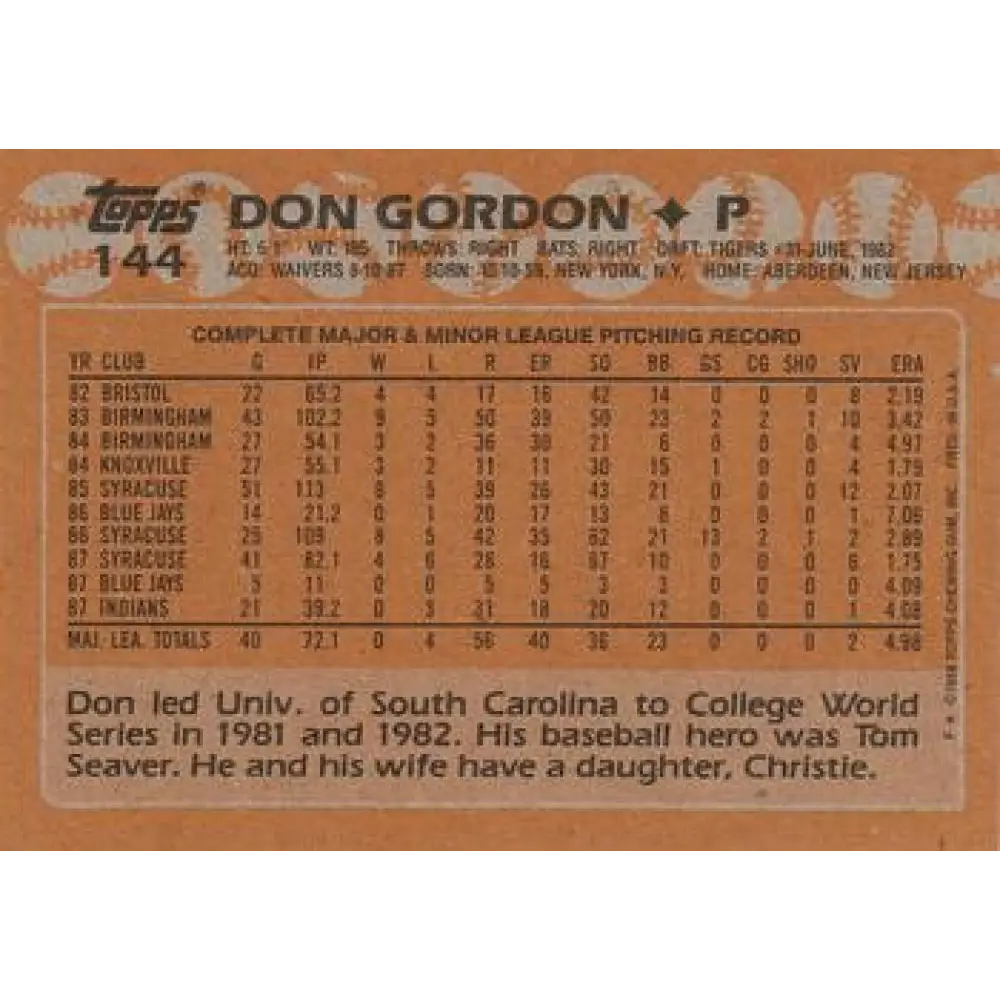 Topps® DON GORDON ✦ P
144
HT: 6'1" WT: 185 THROWS: RIGHT BATS: RIGHT DRAFT: TIGERS #31-JUNE, 1982
ACQ: WAIVERS 8-10-87 BORN: 10-10-59, NEW YORK, N.Y. HOME: ABERDEEN, NEW JERSEY
COMPLETE MAJOR & MINOR LEAGUE PITCHING RECORD
YR CLUB G IP W L R ER SO BB GS CG SHO SV ERA
82 BRISTOL 22 65.2 4 4 17 16 42 14 0 0 0 8 2.19
83 BIRMINGHAM 43 102.2 9 50 39 50 23 2 2 1 10 3.42
84 BIRMINGHAM 27 54.1 3 2 36 30 21 6 0 0 0 4 4.97
84 KNOXVILLE 27 55.1 3 2 11 11 30 15 1 0 0 4 1.79
85 SYRACUSE 51 113 8 5 39 26 43 21 0 0 0 12 2.07
86 BLUE JAYS 14 21.2 0 1 20 17 13 8 0 0 0 1 7.06
86 SYRACUSE 109 8 5 42 35 62 21 13 2 1 2 2.89
87 SYRACUSE 41 82.1 4 6 28 16 67 10 0 0 0 6 1.75
87 BLUE JAYS 5 11 0 0 5 5 3 3 0 0 0 0 4.09
87 INDIANS 21 39.2 0 3 31 18 20 12 0 0 0 1 4.08
MAJ. LEA. TOTALS 40 72.1 0 4 56 40 36 23 0 0 0 2 4.98
Don led Univ. of South Carolina to College World
Series in 1981 and 1982. His baseball hero was Tom
Seaver. He and his wife have a daughter, Christie.
F★ ©1988 TOPPS CHEWING GUM, INC. PRTD. IN U.S.A.